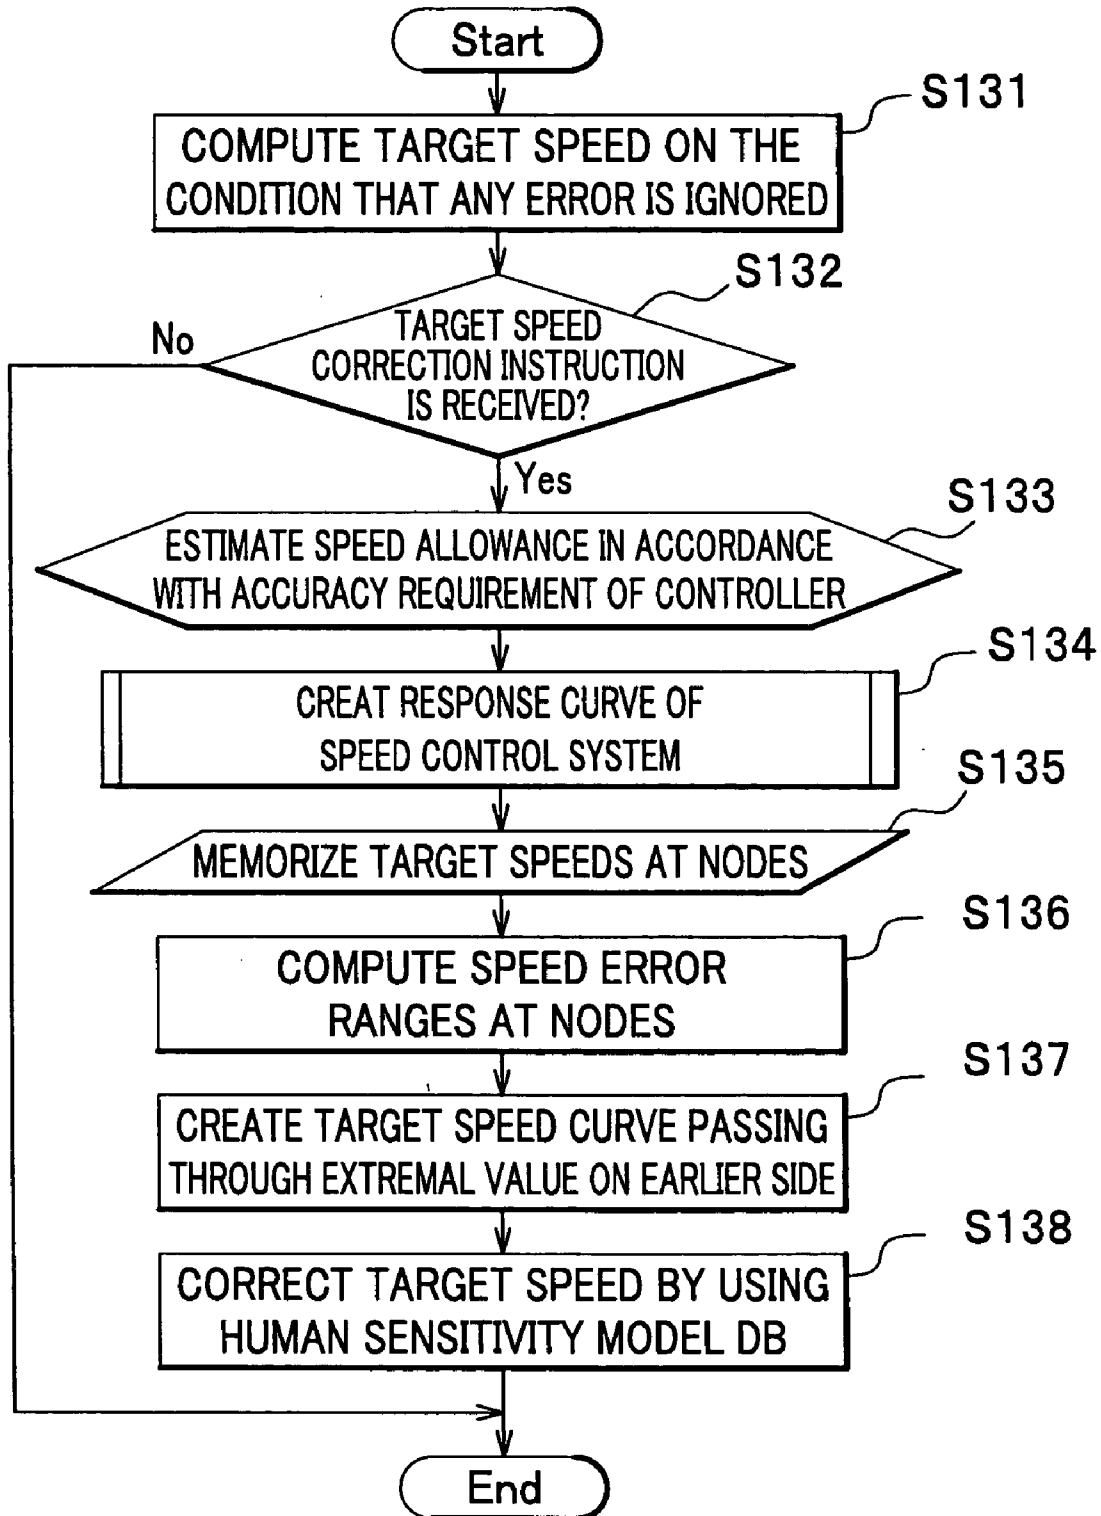 Start
S131
COMPUTE TARGET SPEED ON THE
CONDITION THAT ANY ERROR IS IGNORED
S132
No
TARGET SPEED
CORRECTION INSTRUCTION
IS RECEIVED?
Yes
S133
ESTIMATE SPEED ALLOWANCE IN ACCORDANCE
WITH ACCURACY REQUIREMENT OF CONTROLLER
S134
CREAT RESPONSE CURVE OF
SPEED CONTROL SYSTEM
S135
MEMORIZE TARGET SPEEDS AT NODES
S136
COMPUTE SPEED ERROR
RANGES AT NODES
S137
CREATE TARGET SPEED CURVE PASSING
THROUGH EXTREMAL VALUE ON EARLIER SIDE
S138
CORRECT TARGET SPEED BY USING
HUMAN SENSITIVITY MODEL DB
End